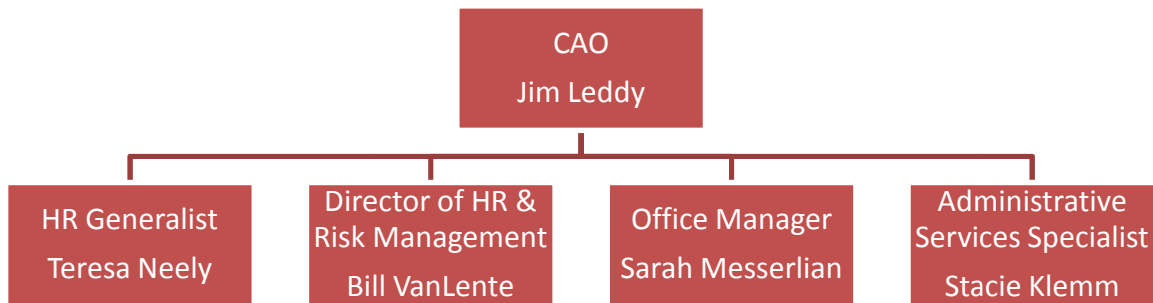 CAO
Jim Leddy
HR Generalist
Teresa Neely
Director of HR &
Risk Management
Bill VanLente
Office Manager
Sarah Messerlian
Administrative
Services Specialist
Stacie Klemm